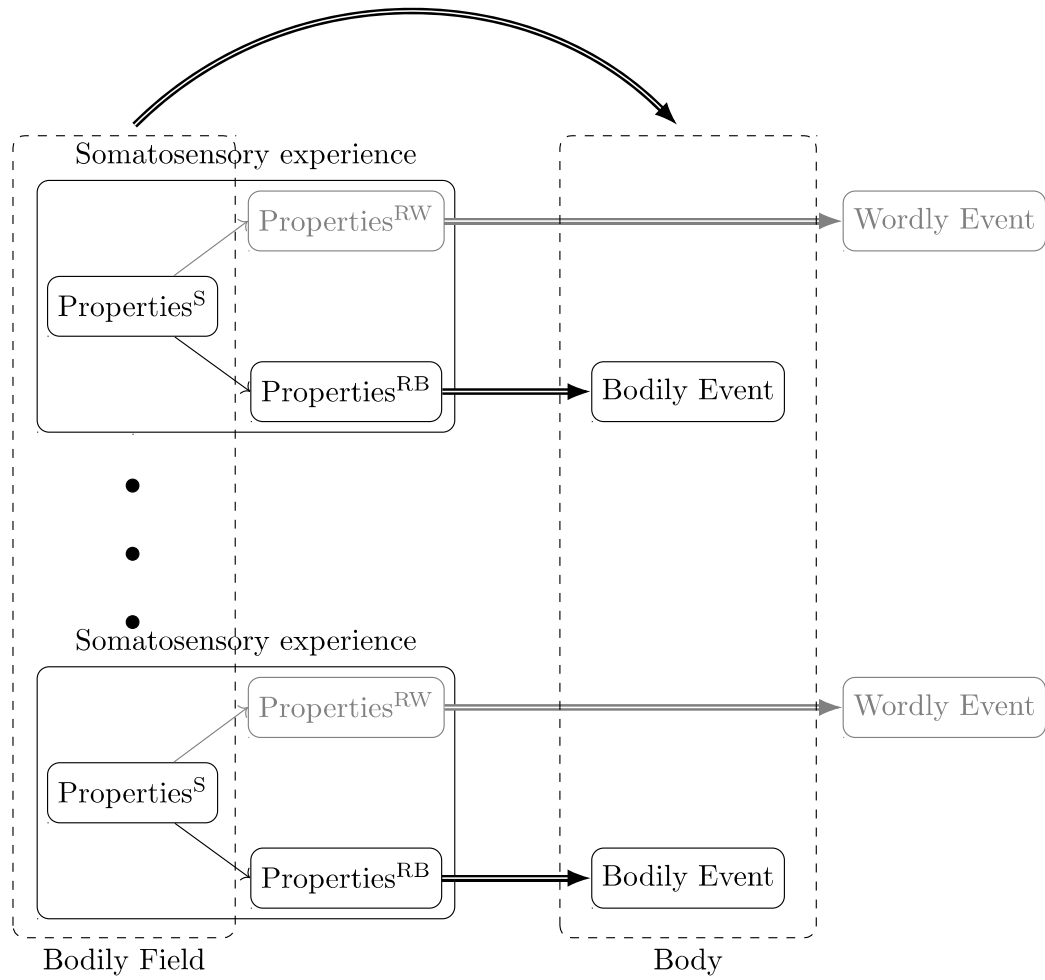 Somatosensory experience
Properties^RW
Wordly Event
Properties^S
Properties^RB
Bodily Event
Somatosensory experience
Properties^RW
Wordly Event
Properties^S
Properties^RB
Bodily Event
Bodily Field
Body